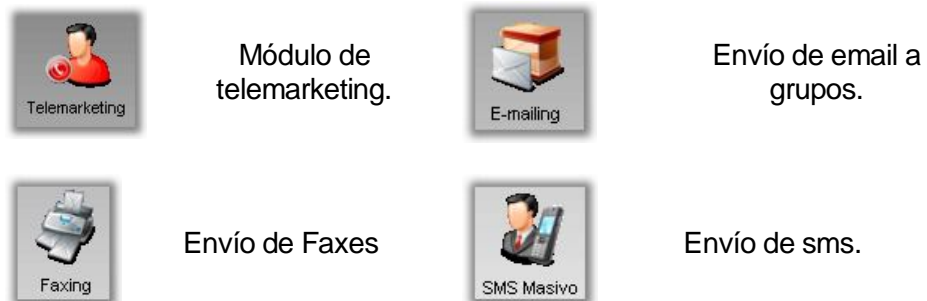 Telemarketing
Módulo de
telemarketing.
E-mailing
Envío de email a
grupos.
Faxing
Envío de Faxes
SMS Masivo
Envío de sms.